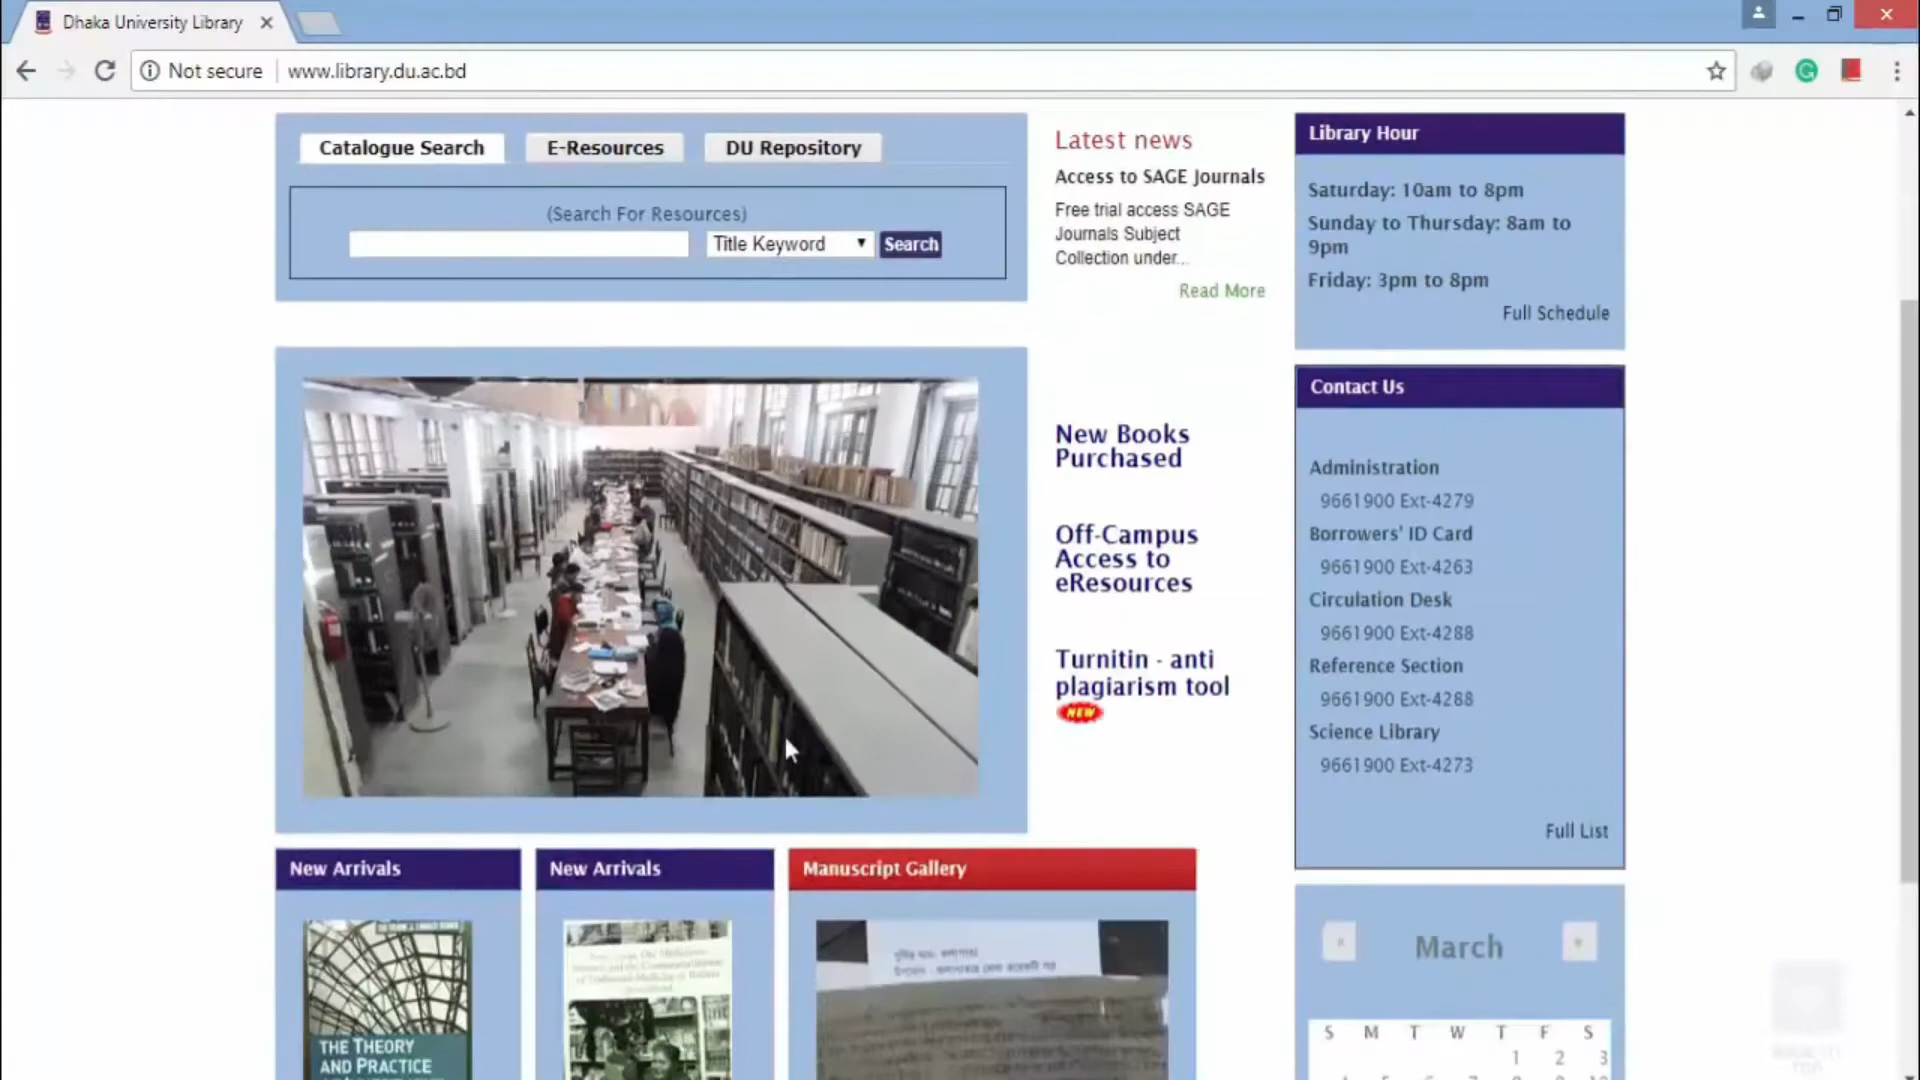 Dhaka University Library
Not secure
www.library.du.ac.bd
Catalogue Search
E-Resources
DU Repository
(Search For Resources)
Title Keyword
Search
Latest news
Access to SAGE Journals
Free trial access SAGE
Journals Subject
Collection under...
Read More
New Books
Purchased
Off-Campus
Access to
eResources
Turnitin - anti
plagiarism tool
NEW
Library Hour
Saturday: 10am to 8pm
Sunday to Thursday: 8am to
9pm
Friday: 3pm to 8pm
Full Schedule
Contact Us
Administration
9661900 Ext-4279
Borrowers' ID Card
9661900 Ext-4263
Circulation Desk
9661900 Ext-4288
Reference Section
9661900 Ext-4288
Science Library
9661900 Ext-4273
Full List
New Arrivals
New Arrivals
Manuscript Gallery
THE THEORY
AND PRACTICE
March
S M T W T F S
1 2 3